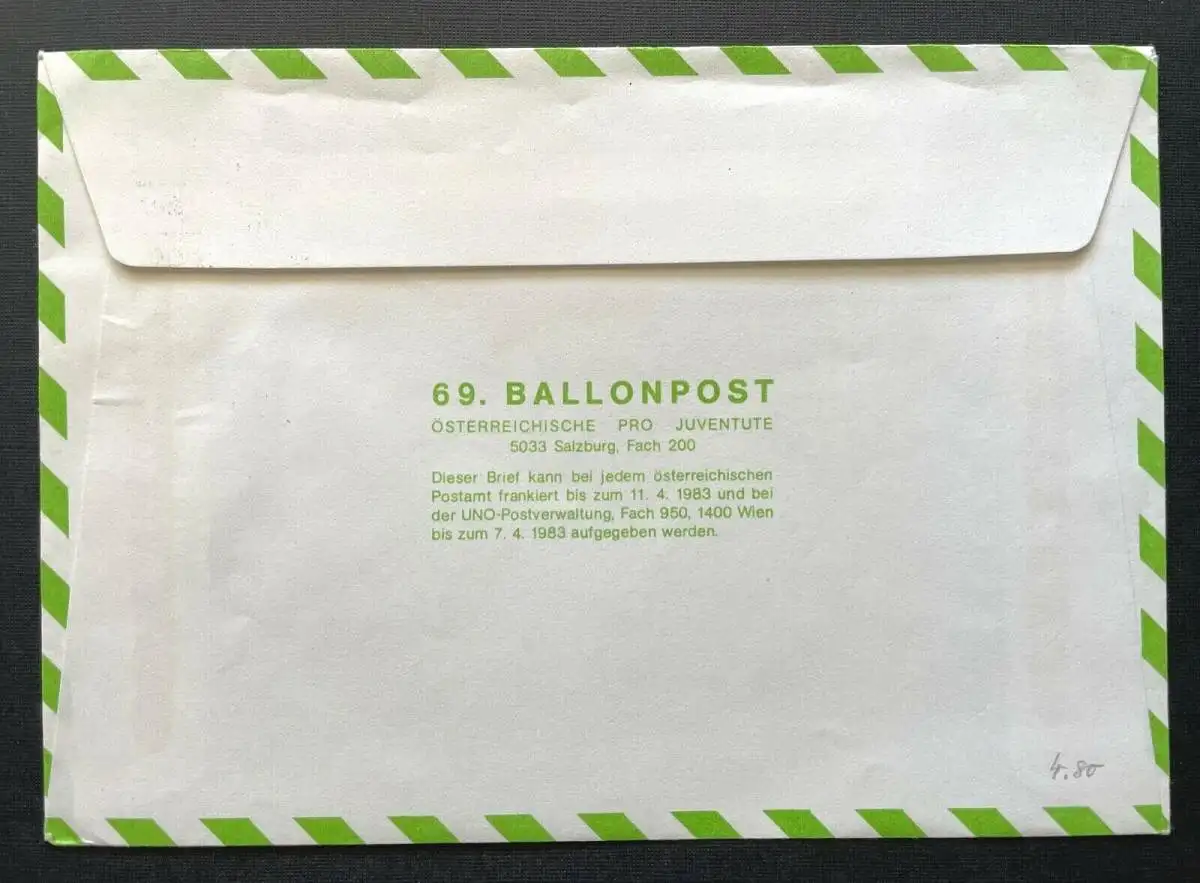 69. BALLONPOST
ÖSTERREICHISCHE PRO JUVENTUTE
5033 Salzburg, Fach 200
Dieser Brief kann bei jedem österreichischen
Postamt frankiert bis zum 11. 4. 1983 und bei
der UNO-Postverwaltung, Fach 950, 1400 Wien
bis zum 7. 4. 1983 aufgegeben werden.
4.80